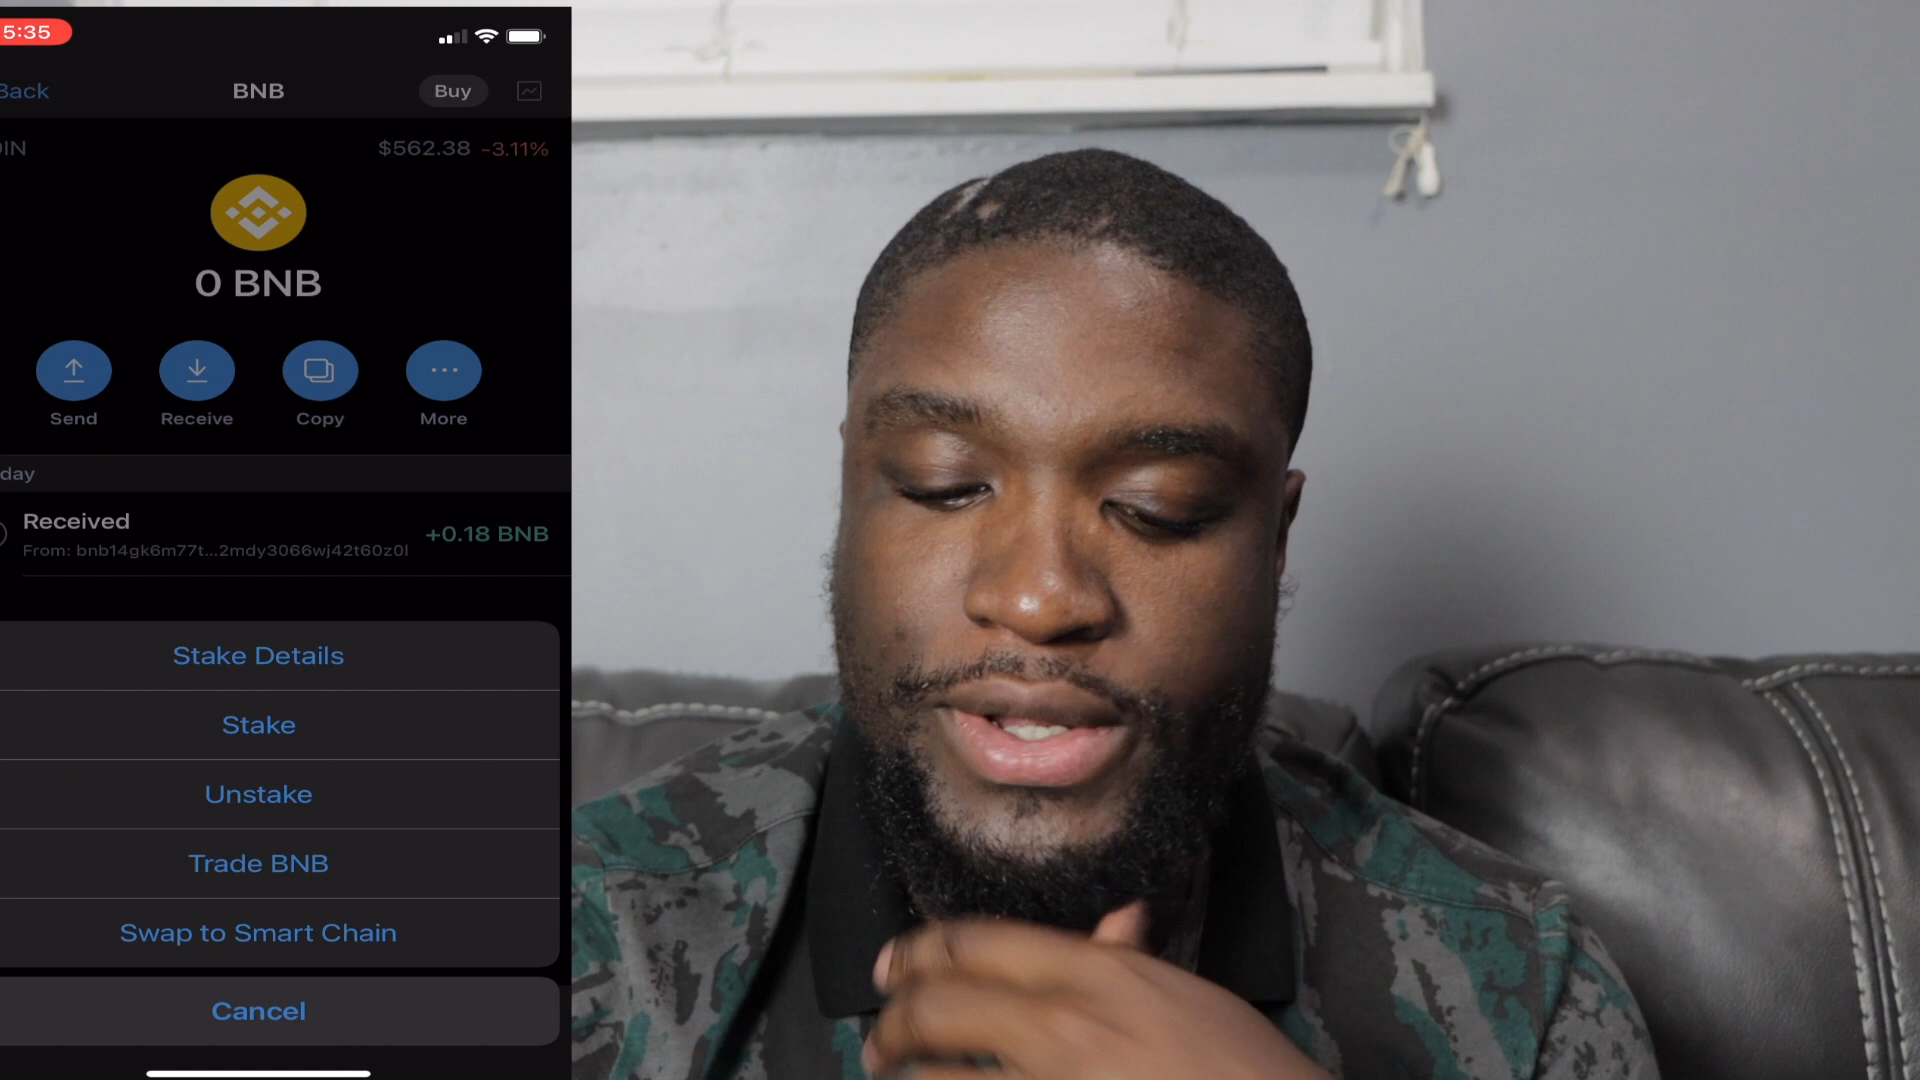 5:35
Back
BNB
Buy
OIN
$562.38 -3.11%
0 BNB
Send
Receive
Copy
More
day
Received
+0.18 BNB
From: bnb14gk6m77t...2mdy3066wj42t60z0l
Stake Details
Stake
Unstake
Trade BNB
Swap to Smart Chain
Cancel